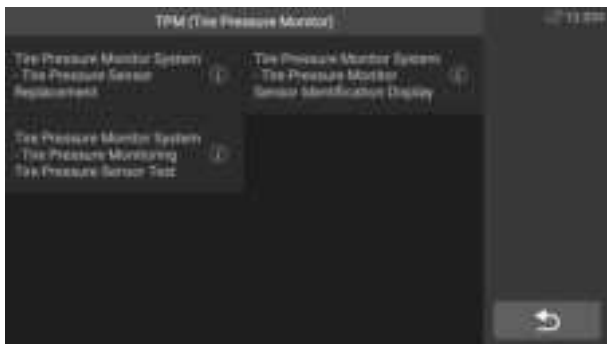 TPM (Tire Pressure Monitor)
Tire Pressure Monitor System
- Tire Pressure Sensor
Replacement
Tire Pressure Monitor System
- Tire Pressure Monitor
Sensor Identification Display
Tire Pressure Monitor System
- Tire Pressure Monitoring
Tire Pressure Sensor Test